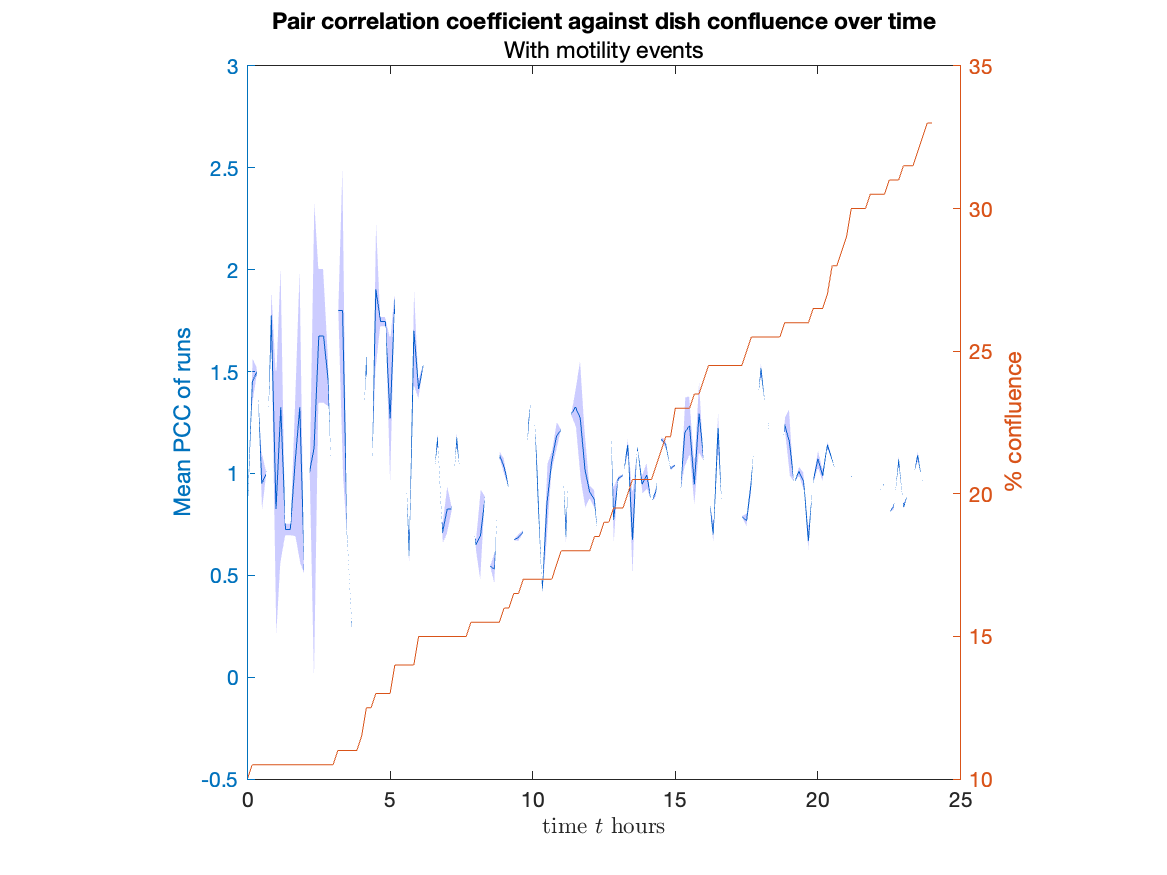 Pair correlation coefficient against dish confluence over time
With motility events
3
2.5
2
1.5
1
0.5
0
-0.5
Mean PCC of runs
35
30
25
20
15
10
% confluence
0 5 10 15 20 25
time t hours